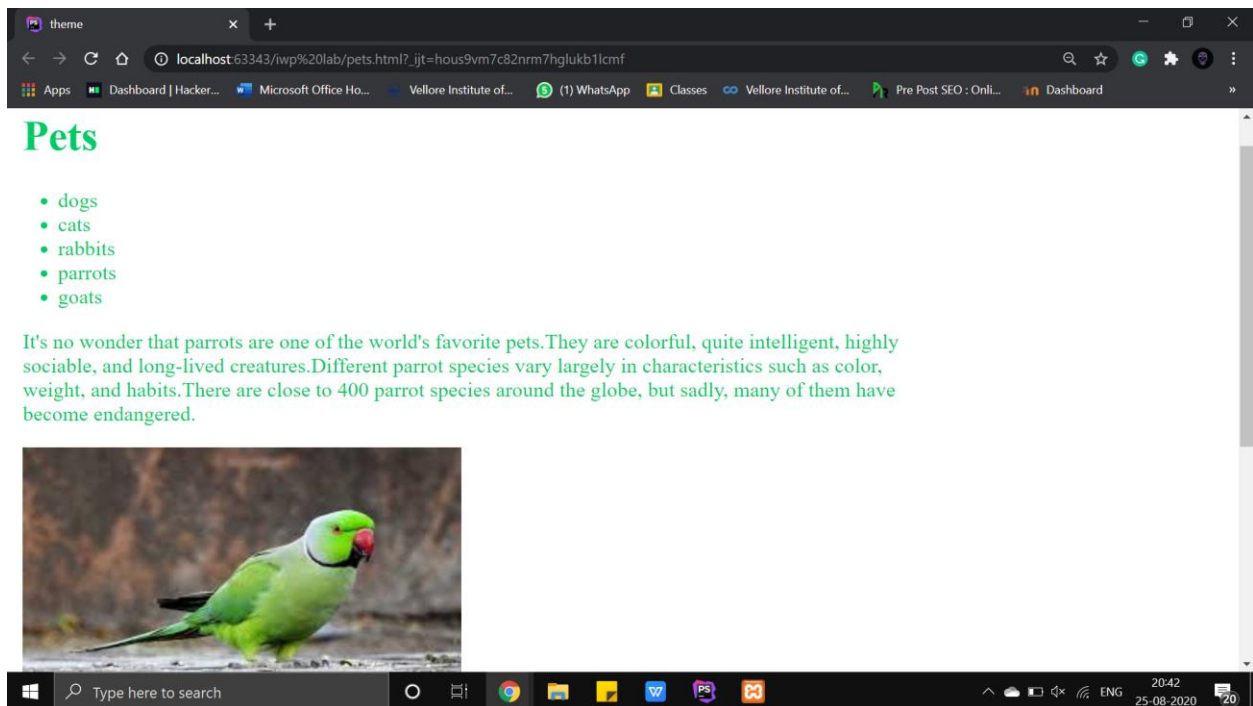 theme
localhost:63343/iwp%20lab/pets.html?_ijt=hous9vm7c82nrm7hglukb1lcmf
Apps Dashboard | Hacker... Microsoft Office Ho... Vellore Institute of... (1) WhatsApp Classes Vellore Institute of... Pre Post SEO : Onli... Dashboard »
Pets
• dogs
• cats
• rabbits
• parrots
• goats
It's no wonder that parrots are one of the world's favorite pets.They are colorful, quite intelligent, highly
sociable, and long-lived creatures.Different parrot species vary largely in characteristics such as color,
weight, and habits.There are close to 400 parrot species around the globe, but sadly, many of them have
become endangered.
Type here to search
ENG
20:42
25-08-2020
20